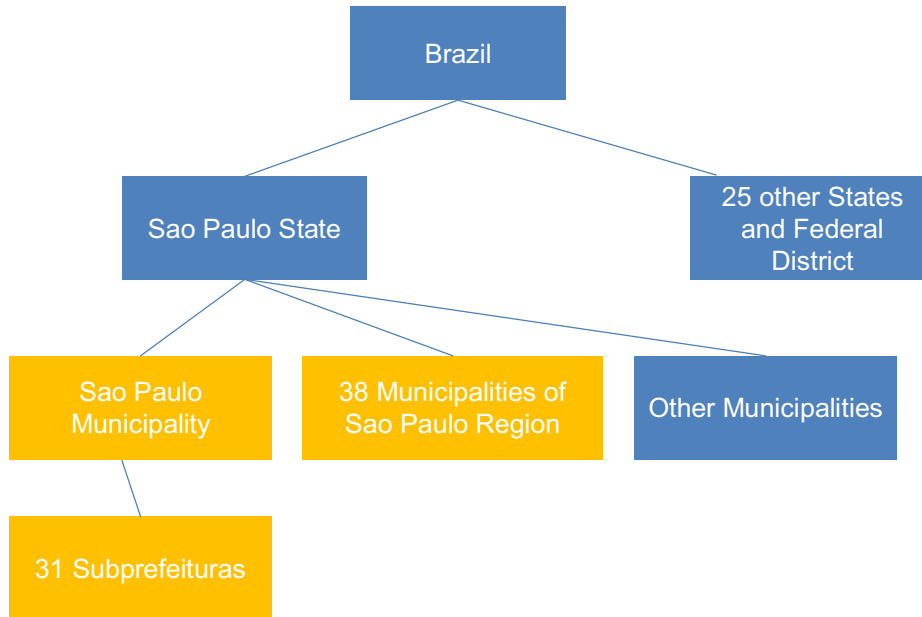 Brazil
Sao Paulo State
25 other States
and Federal
District
Sao Paulo
Municipality
38 Municipalities of
Sao Paulo Region
Other Municipalities
31 Subprefeituras